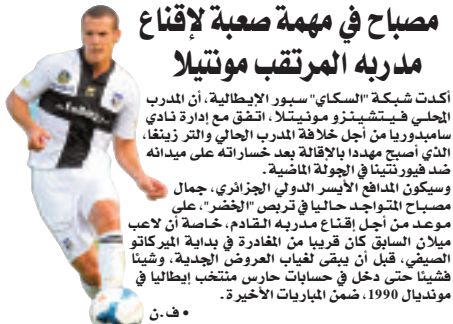 مصباح في مهمة صعبة لإقناع
مدربه المرتقب مونتيلا
أكدت شبكة "السكاي" سبور الإيطالية، أن المدرب
المحلي فيتشينزو مونيتلا، اتفق مع إدارة نادي
سامبدوريا من أجل خلافة المدرب الحالي والتر زينغا،
الذي أصبح مهددا بالإقالة بعد خساراته على ميدانه
ضد فيورنتينا في الجولة الماضية.
وسيكون المدافع الأيسر الدولي الجزائري، جمال
مصباح المتواجد حاليا في تربص "الخضر"، على
موعد من أجل إقناع مدربه القادم، خاصة أن لاعب
ميلان السابق كان قريبا من المغادرة في بداية الميركاتو
الصيفي، قبل أن يبقى لغياب العروض الجدية، وشيئا
فشيئا حتى دخل في حسابات حارس منتخب إيطاليا في
مونديال 1990، ضمن المباريات الأخيرة.
• ف.ن